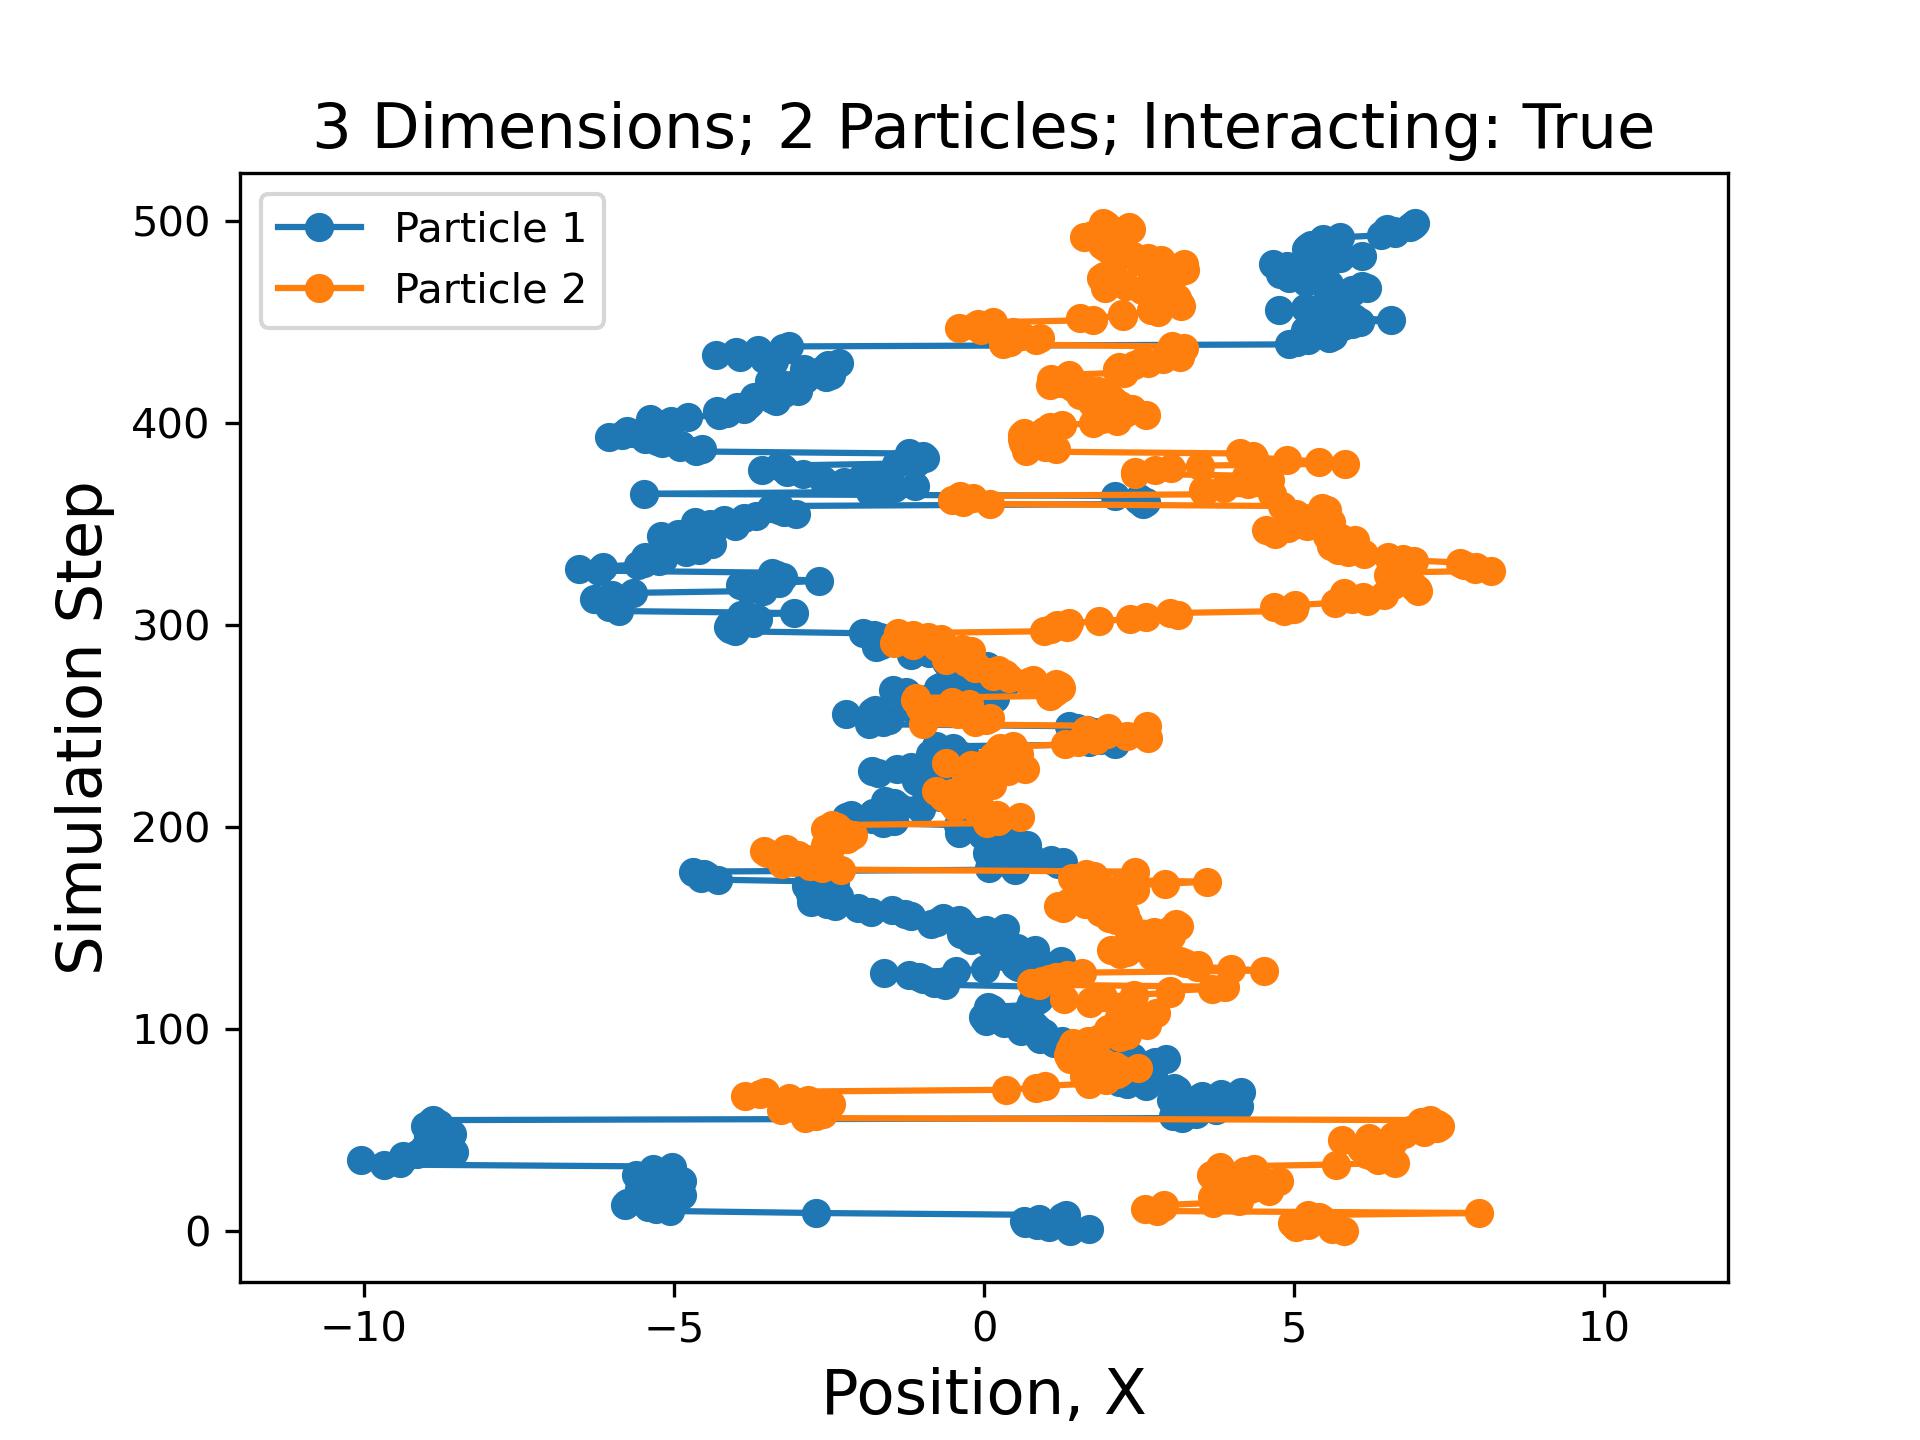 3 Dimensions; 2 Particles; Interacting: True
Particle 1
Particle 2
500
400
300
200
100
0
Simulation Step
−10
−5
0
5
10
Position, X